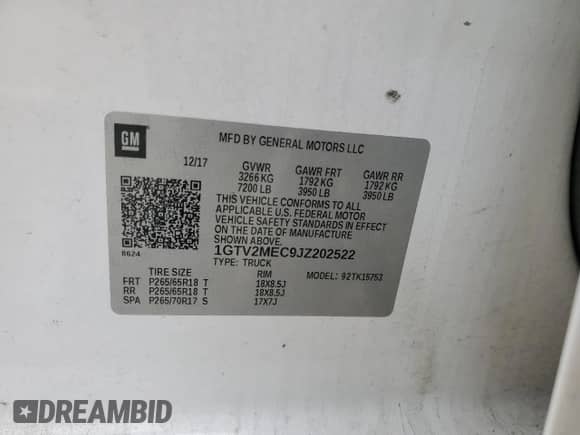 GM
MFD BY GENERAL MOTORS LLC
12/17 GVWR GAWR FRT GAWR RR
3266 KG 1792 KG 1792 KG
7200 LB 3950 LB 3950 LB
THIS VEHICLE CONFORMS TO ALL
APPLICABLE U.S. FEDERAL MOTOR
VEHICLE SAFETY STANDARDS IN EFFECT
ON THE DATE OF MANUFACTURE
SHOWN ABOVE.
8624 1GTV2MEC9JZ202522
TYPE: TRUCK
TIRE SIZE RIM MODEL: 92TK15753
FRT P265/65R18 T 18X8.5J
RR P265/65R18 T 18X8.5J
SPA P265/70R17 S 17X7J
DREAMBID